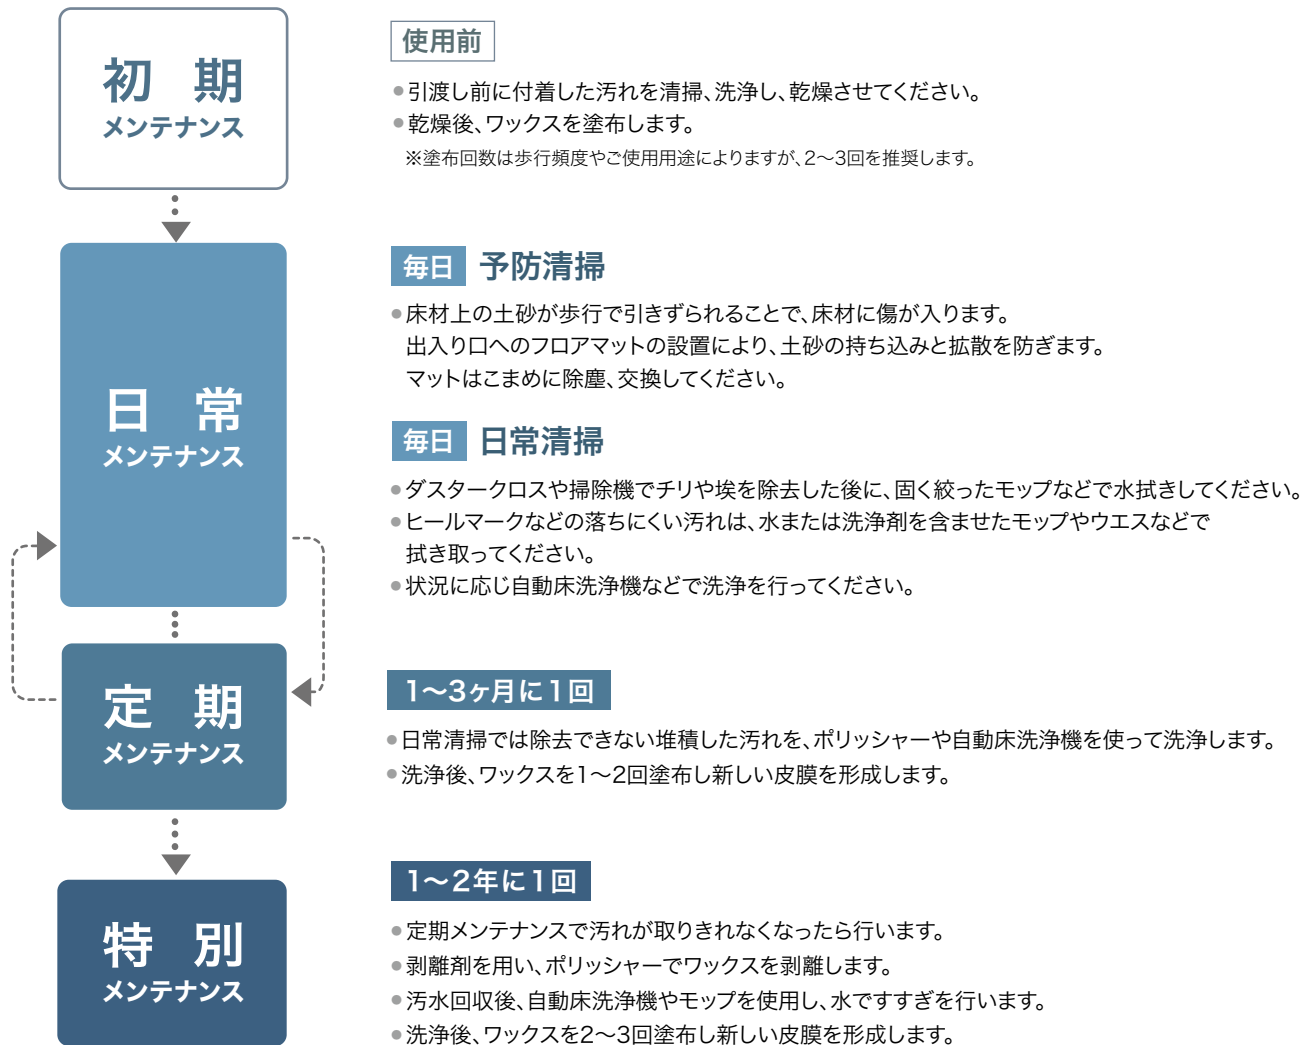 初 期
メンテナンス
使用前
●引渡し前に付着した汚れを清掃、洗浄し、乾燥させてください。
●乾燥後、ワックスを塗布します。
※塗布回数は歩行頻度やご使用用途によりますが、2〜3回を推奨します。
日 常
メンテナンス
毎日 予防清掃
●床材上の土砂が歩行で引きずられることで、床材に傷が入ります。
出入り口へのフロアマットの設置により、土砂の持ち込みと拡散を防ぎます。
マットはこまめに除塵、交換してください。
毎日 日常清掃
●ダスタークロスや掃除機でチリや埃を除去した後に、固く絞ったモップなどで水拭きしてください。
●ヒールマークなどの落ちにくい汚れは、水または洗浄剤を含ませたモップやウエスなどで
拭き取ってください。
●状況に応じ自動床洗浄機などで洗浄を行ってください。
定 期
メンテナンス
1〜3ヶ月に1回
●日常清掃では除去できない堆積した汚れを、ポリッシャーや自動床洗浄機を使って洗浄します。
●洗浄後、ワックスを1〜2回塗布し新しい皮膜を形成します。
特 別
メンテナンス
1〜2年に1回
●定期メンテナンスで汚れが取りきれなくなったら行います。
●剥離剤を用い、ポリッシャーでワックスを剥離します。
●汚水回収後、自動床洗浄機やモップを使用し、水ですすぎを行います。
●洗浄後、ワックスを2〜3回塗布し新しい皮膜を形成します。